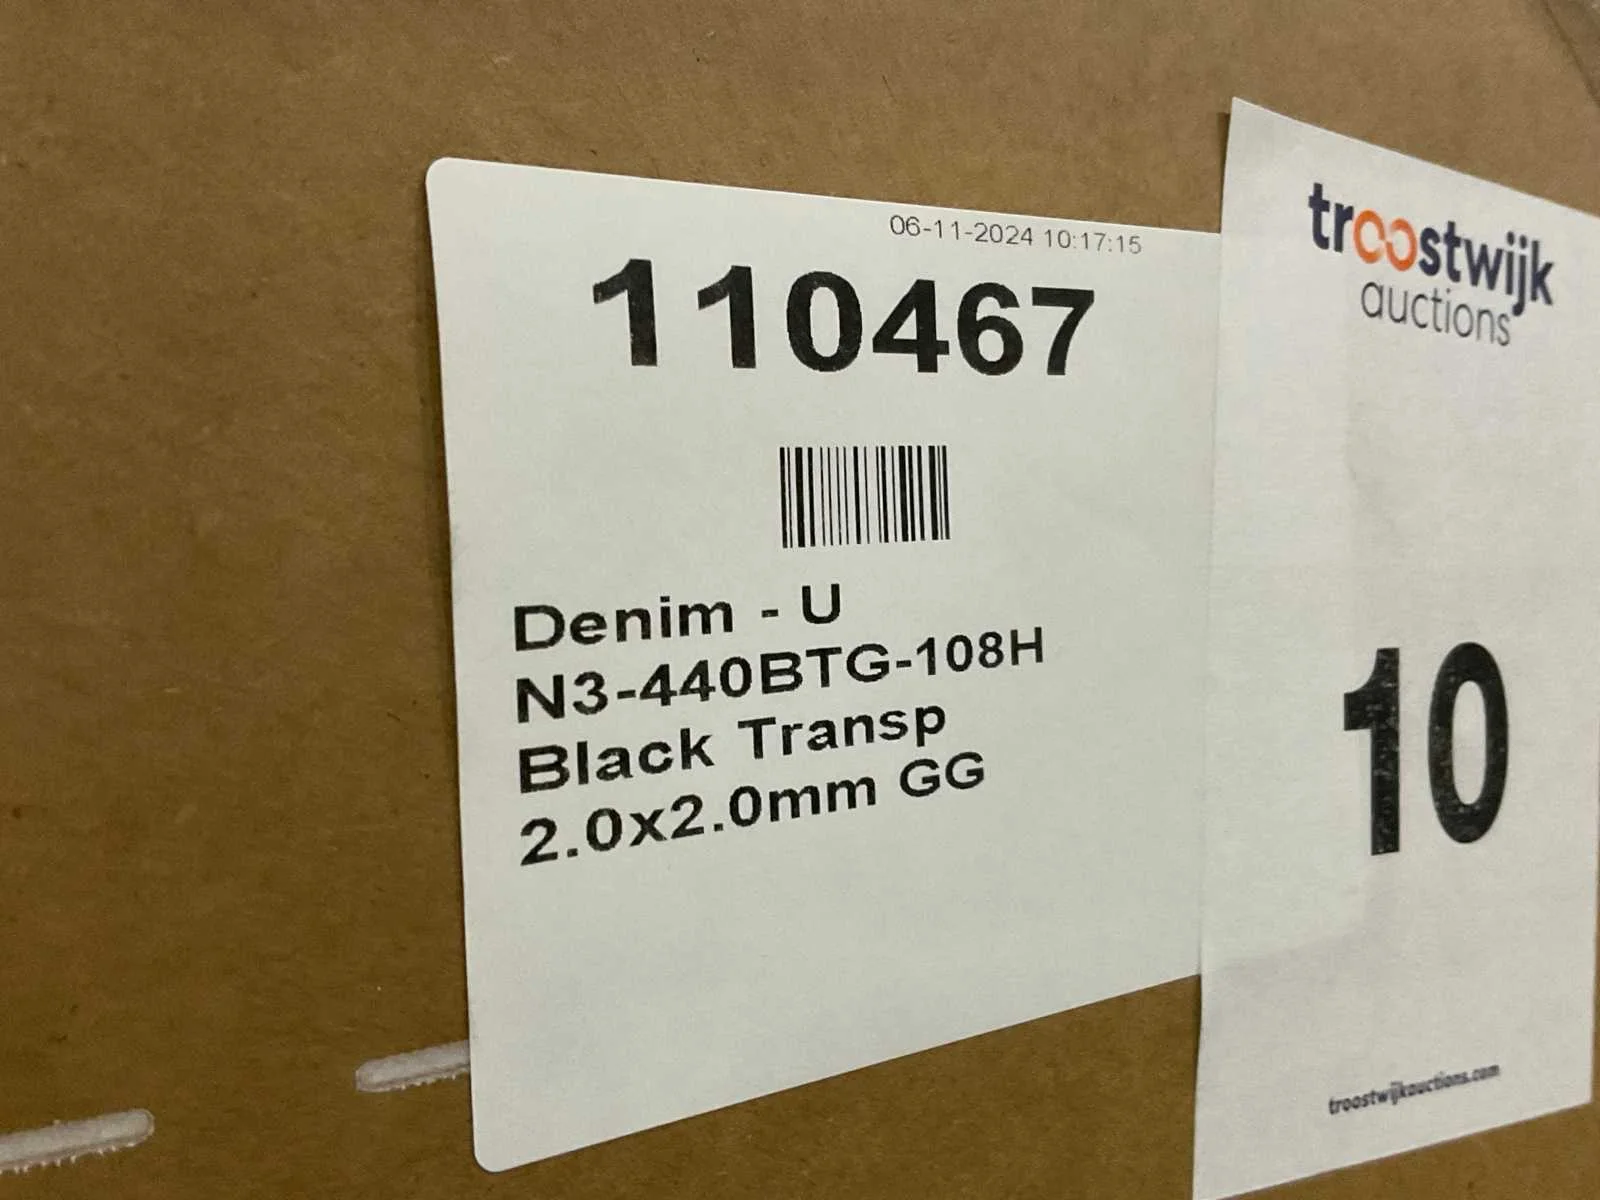 06-11-2024 10:17:15
110467
Denim - U
N3-440BTG-108H
Black Transp
2.0x2.0mm GG
troostwijk
auctions
10
troostwijkauctions.com